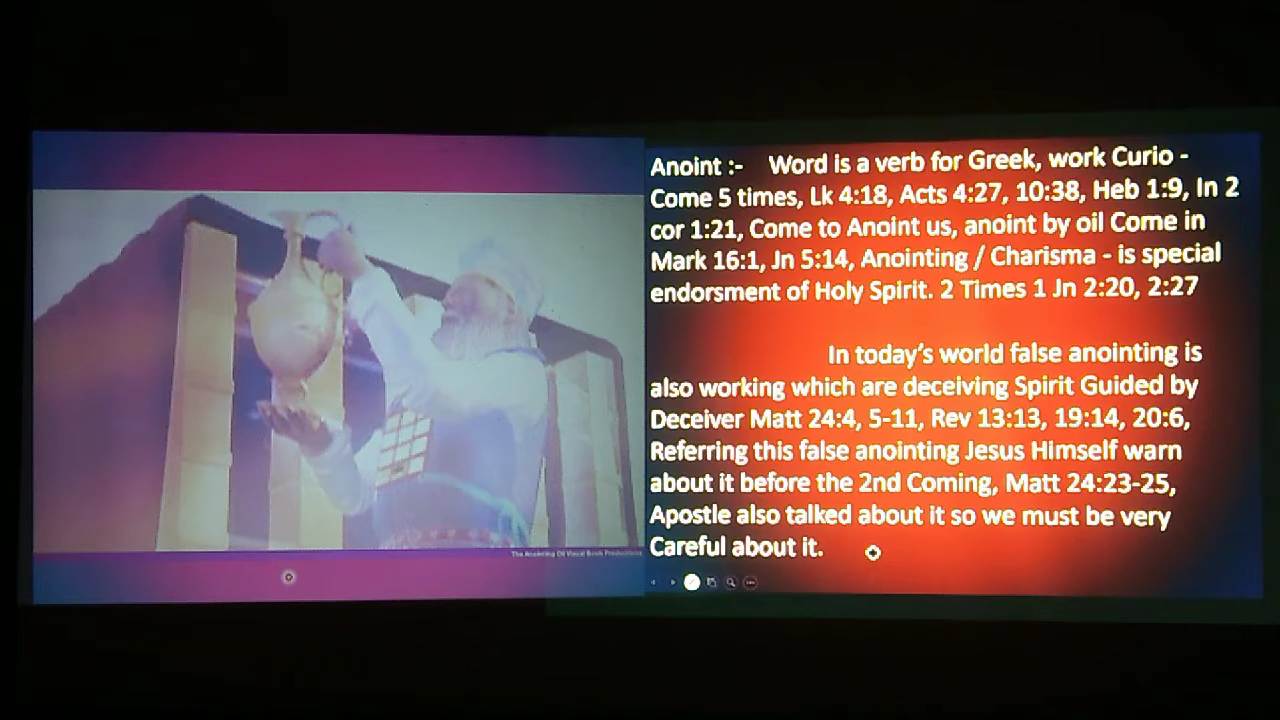 Anoint :- Word is a verb for Greek, work Curio -
Come 5 times, Lk 4:18, Acts 4:27, 10:38, Heb 1:9, In 2
cor 1:21, Come to Anoint us, anoint by oil Come in
Mark 16:1, Jn 5:14, Anointing / Charisma - is special
endorsment of Holy Spirit. 2 Times 1 Jn 2:20, 2:27
In today's world false anointing is
also working which are deceiving Spirit Guided by
Deceiver Matt 24:4, 5-11, Rev 13:13, 19:14, 20:6,
Referring this false anointing Jesus Himself warn
about it before the 2nd Coming, Matt 24:23-25,
Apostle also talked about it so we must be very
Careful about it.
The Anointing Oil Visual Book Productions